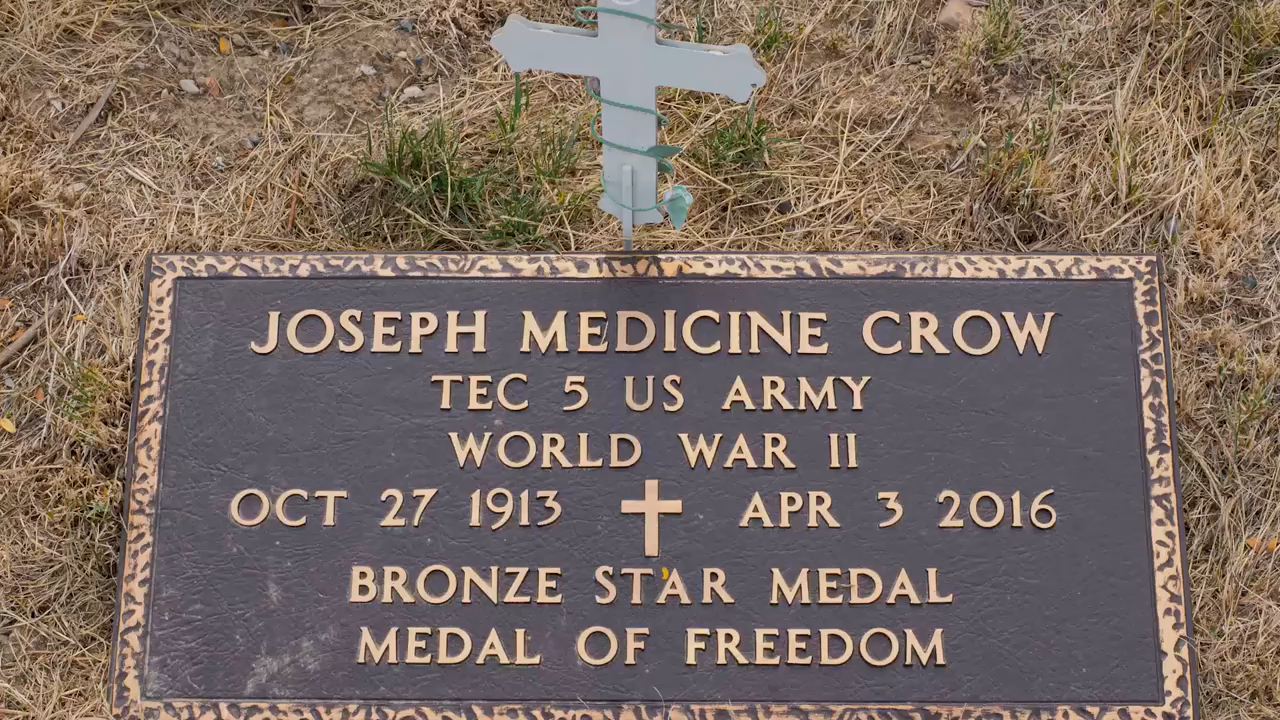 JOSEPH MEDICINE CROW
TEC 5 US ARMY
WORLD WAR II
OCT 27 1913 APR 3 2016
BRONZE STAR MEDAL
MEDAL OF FREEDOM